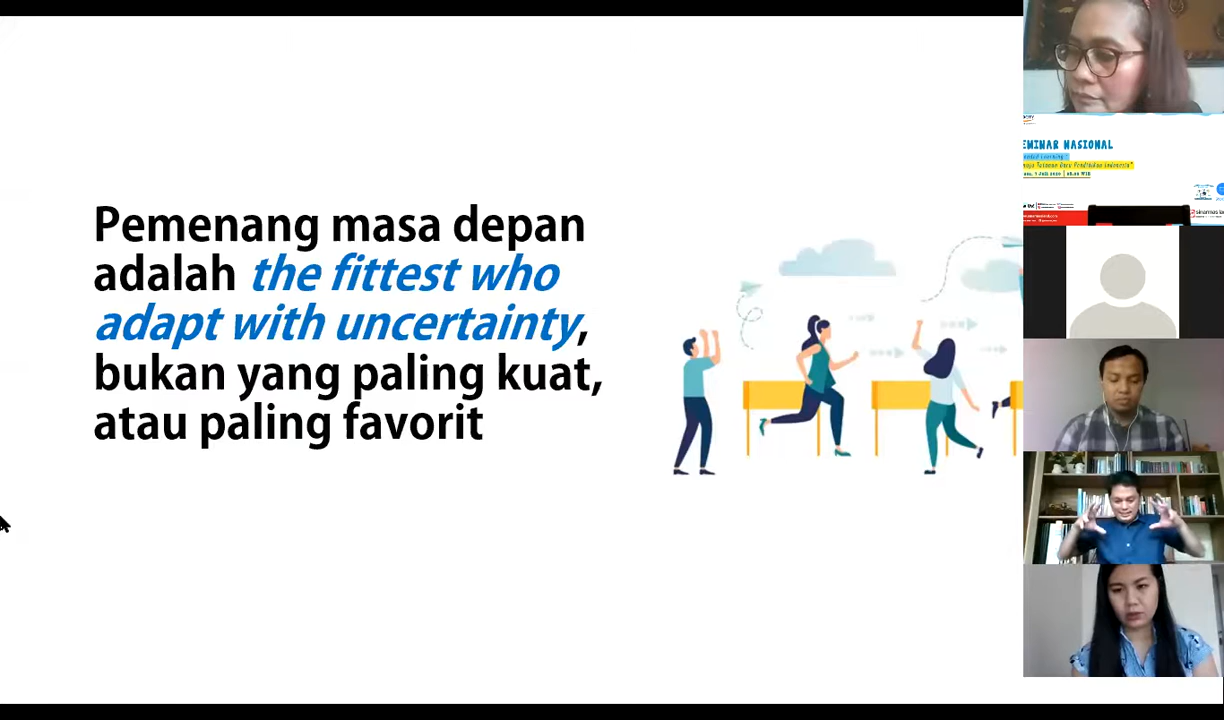 Pemenang masa depan
adalah the fittest who
adapt with uncertainty,
bukan yang paling kuat,
atau paling favorit
EMINAR NASIONAL